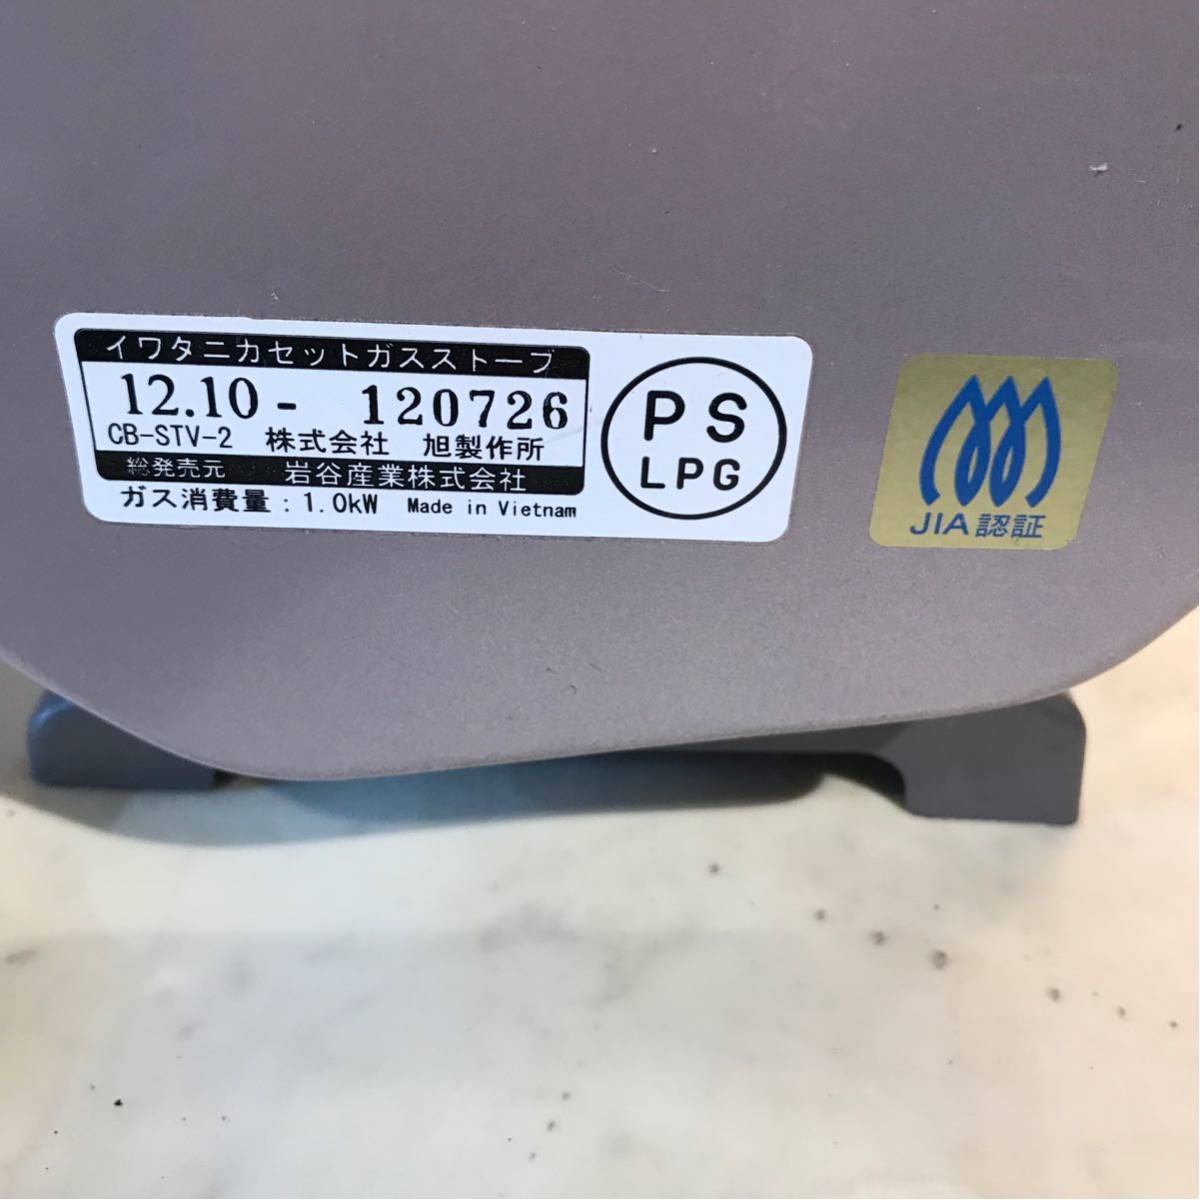 イワタニカセットガスストーブ
12.10 - 120726
CB-STV-2 株式会社 旭製作所
総発売元 岩谷産業株式会社
ガス消費量：1.0kW Made in Vietnam
PS
LPG
JIA認証